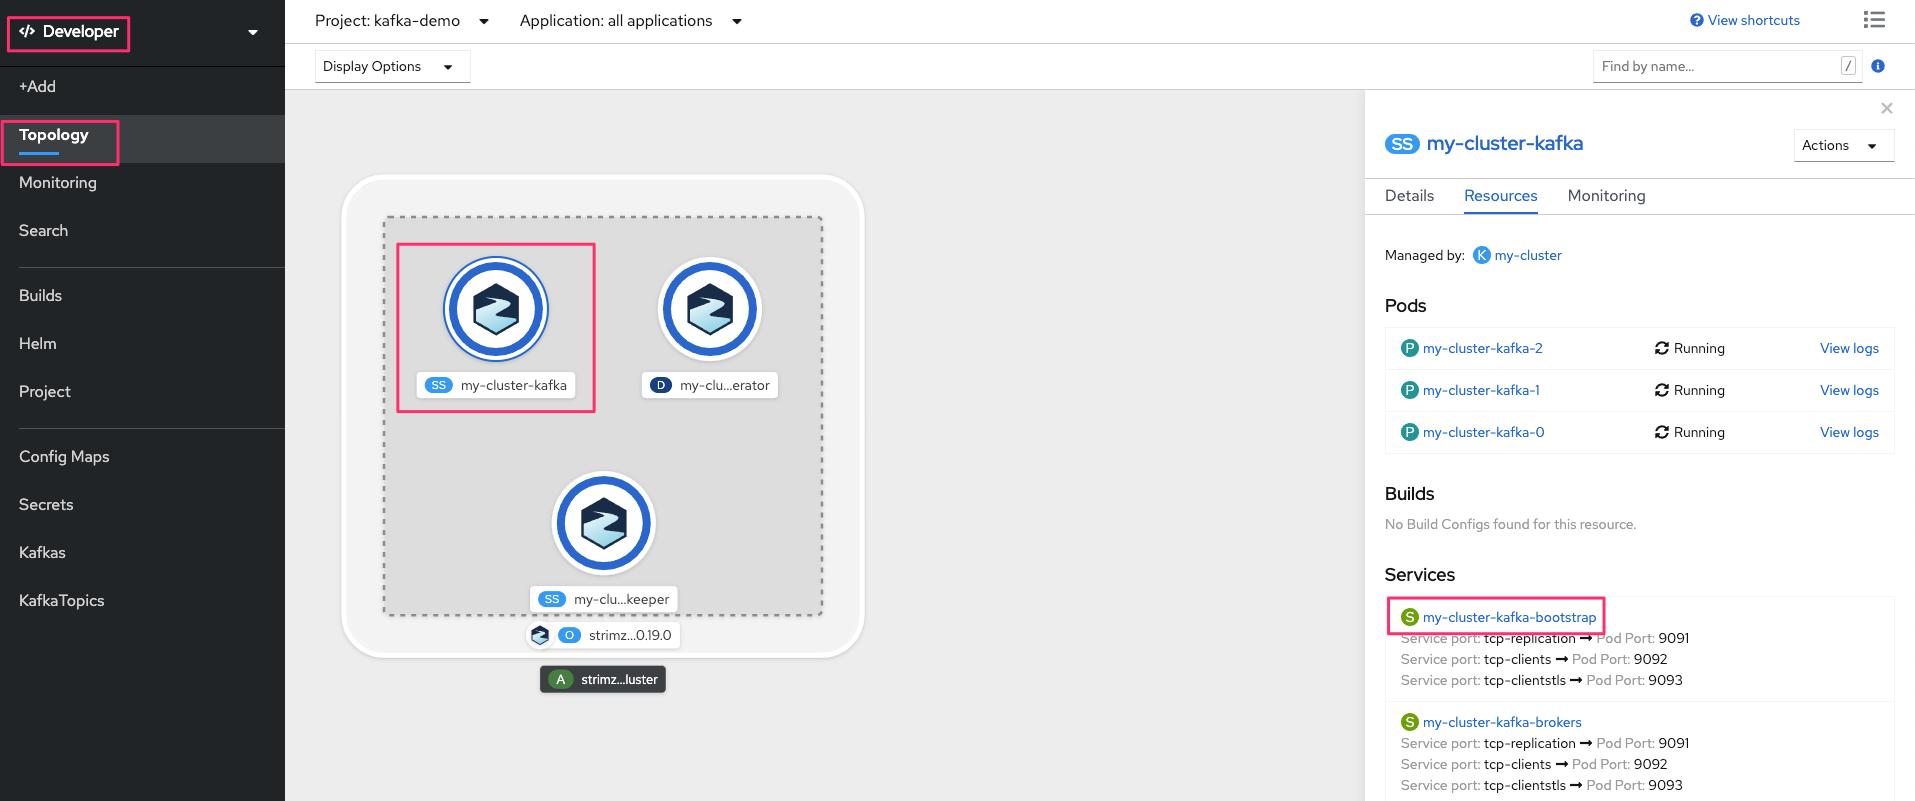 </> Developer
+Add
Topology
Monitoring
Search
Builds
Helm
Project
Config Maps
Secrets
Kafkas
KafkaTopics
Project: kafka-demo
Application: all applications
View shortcuts
Display Options
Find by name...
/
SS my-cluster-kafka
D my-clu...erator
SS my-clu...keeper
O strimz...0.19.0
A strimz...luster
SS my-cluster-kafka
Actions
Details Resources Monitoring
Managed by: K my-cluster
Pods
P my-cluster-kafka-2 Running View logs
P my-cluster-kafka-1 Running View logs
P my-cluster-kafka-0 Running View logs
Builds
No Build Configs found for this resource.
Services
S my-cluster-kafka-bootstrap
Service port: tcp-replication → Pod Port: 9091
Service port: tcp-clients → Pod Port: 9092
Service port: tcp-clientstls → Pod Port: 9093
S my-cluster-kafka-brokers
Service port: tcp-replication → Pod Port: 9091
Service port: tcp-clients → Pod Port: 9092
Service port: tcp-clientstls → Pod Port: 9093